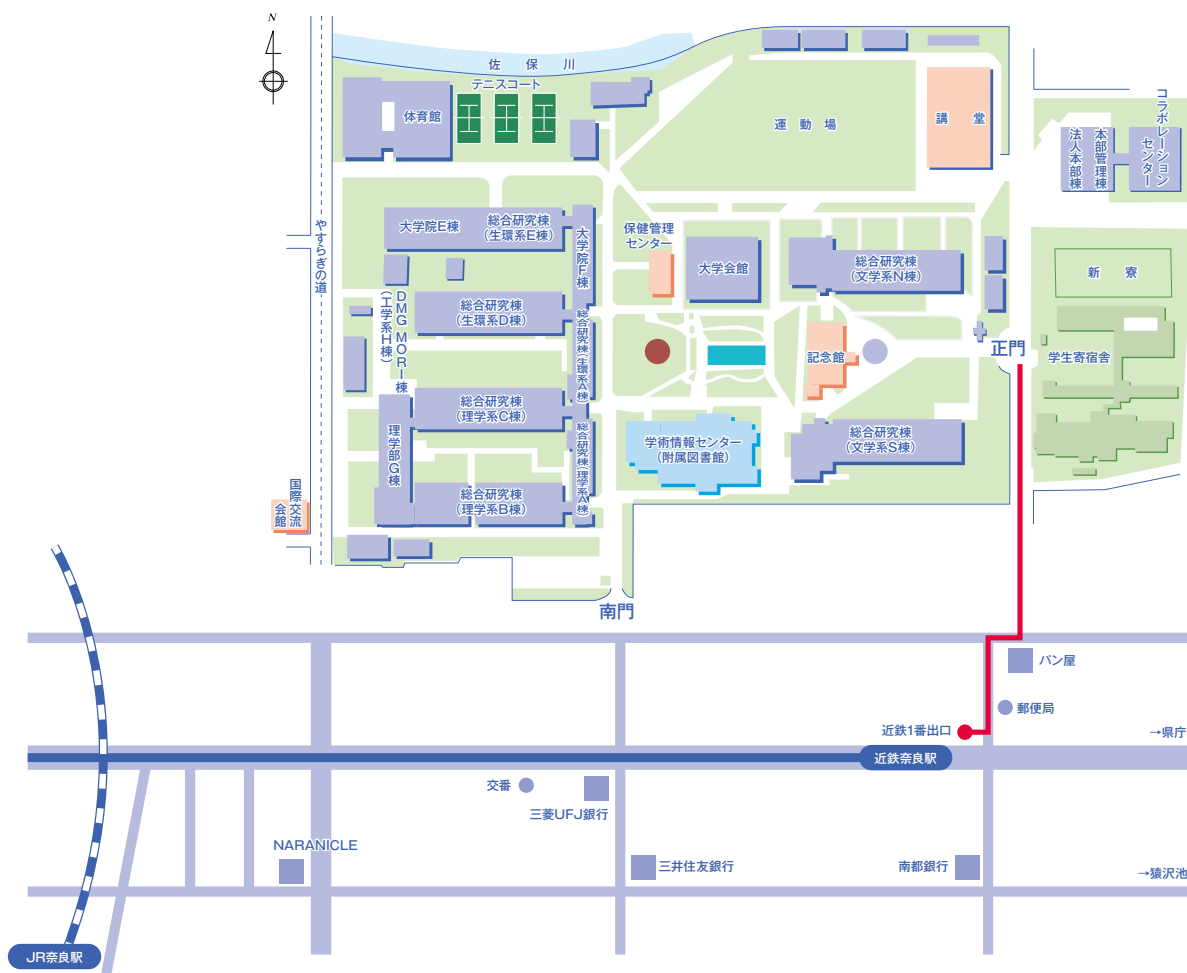 N
佐保川
テニスコート
体育館
運動場
講堂
コラボレーション
センター
本部管理棟
法人本部棟
やすらぎの道
大学院E棟
総合研究棟
(生環系E棟)
大学院F棟
保健管理
センター
大学会館
総合研究棟
(文学系N棟)
新寮
DMG MORI棟
(工学系H棟)
総合研究棟
(生環系D棟)
総合研究棟(生環系A棟)
記念館
正門
学生寄宿舎
総合研究棟
(理学系C棟)
理学部G棟
総合研究棟(理学系A棟)
学術情報センター
(附属図書館)
総合研究棟
(文学系S棟)
国際交流
会館
総合研究棟
(理学系B棟)
南門
パン屋
郵便局
近鉄1番出口
→県庁
近鉄奈良駅
交番
三菱UFJ銀行
NARANICLE
三井住友銀行
南都銀行
→猿沢池
JR奈良駅